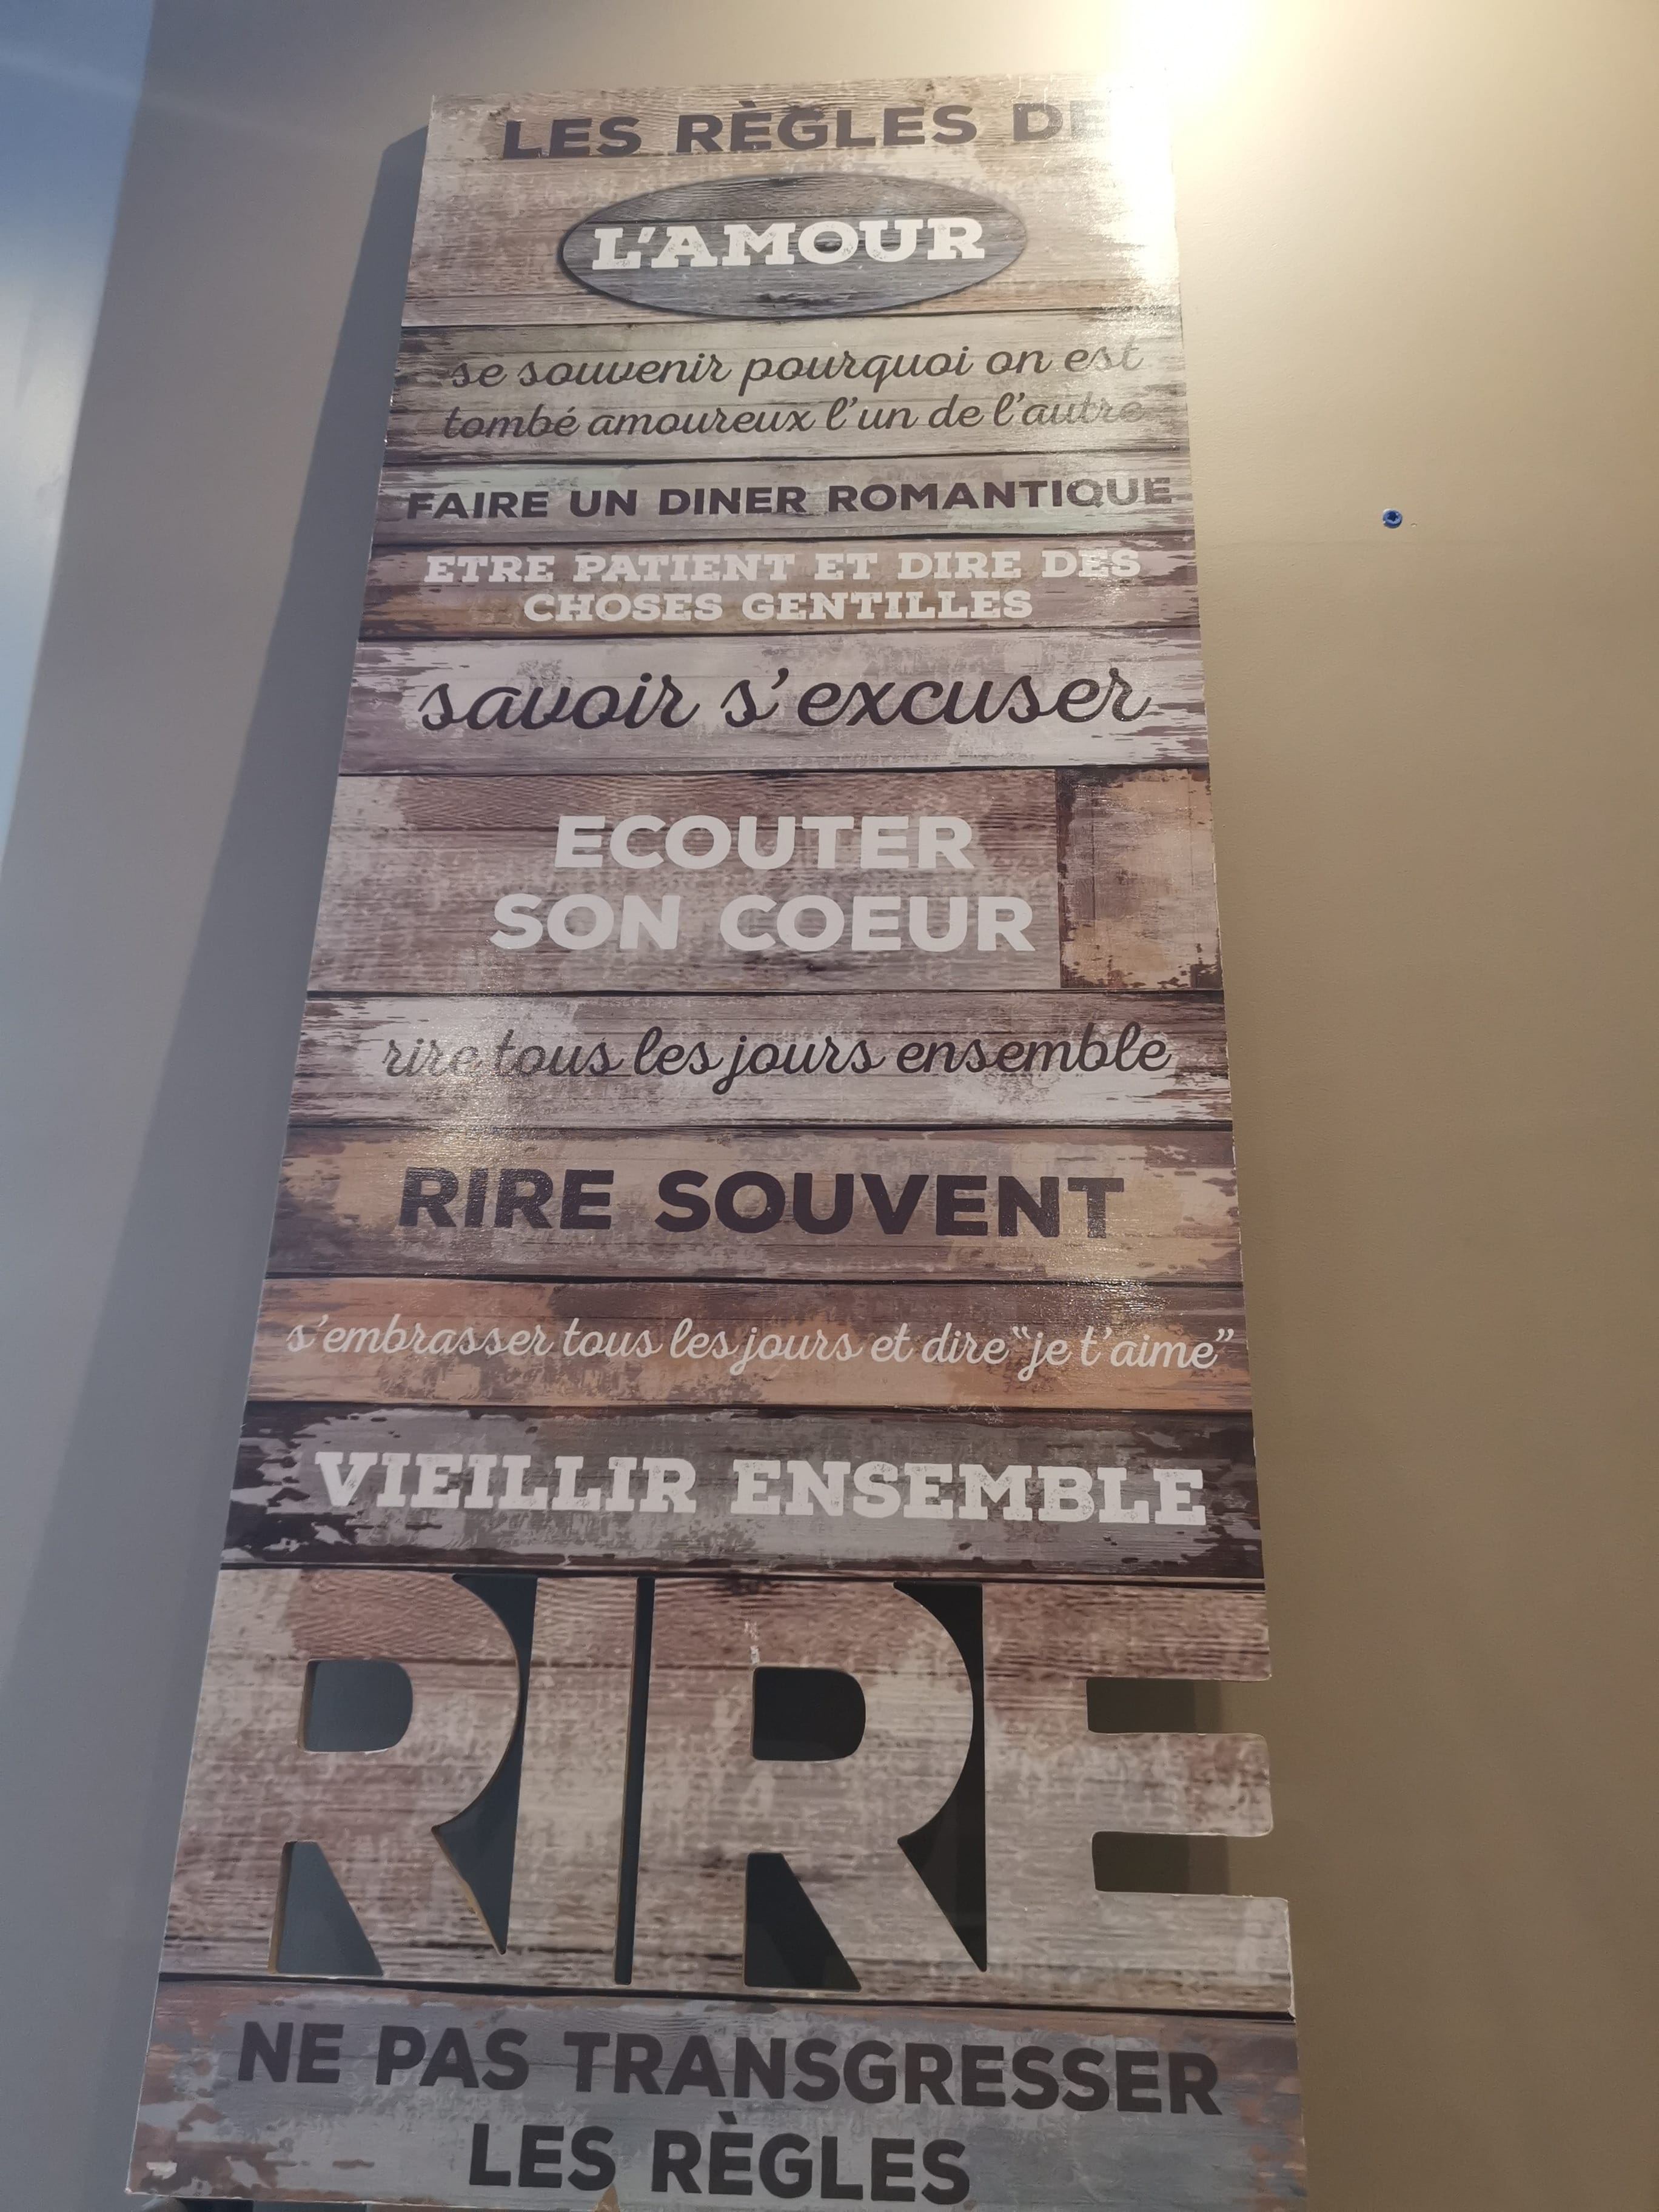 LES RÈGLES DE
L'AMOUR
se souvenir pourquoi on est
tombé amoureux l'un de l'autre
FAIRE UN DINER ROMANTIQUE
ETRE PATIENT ET DIRE DES
CHOSES GENTILLES
savoir s'excuser
ECOUTER
SON COEUR
rire tous les jours ensemble
RIRE SOUVENT
s'embrasser tous les jours et dire “je t'aime”
VIEILLIR ENSEMBLE
RIRE
NE PAS TRANSGRESSER
LES RÈGLES